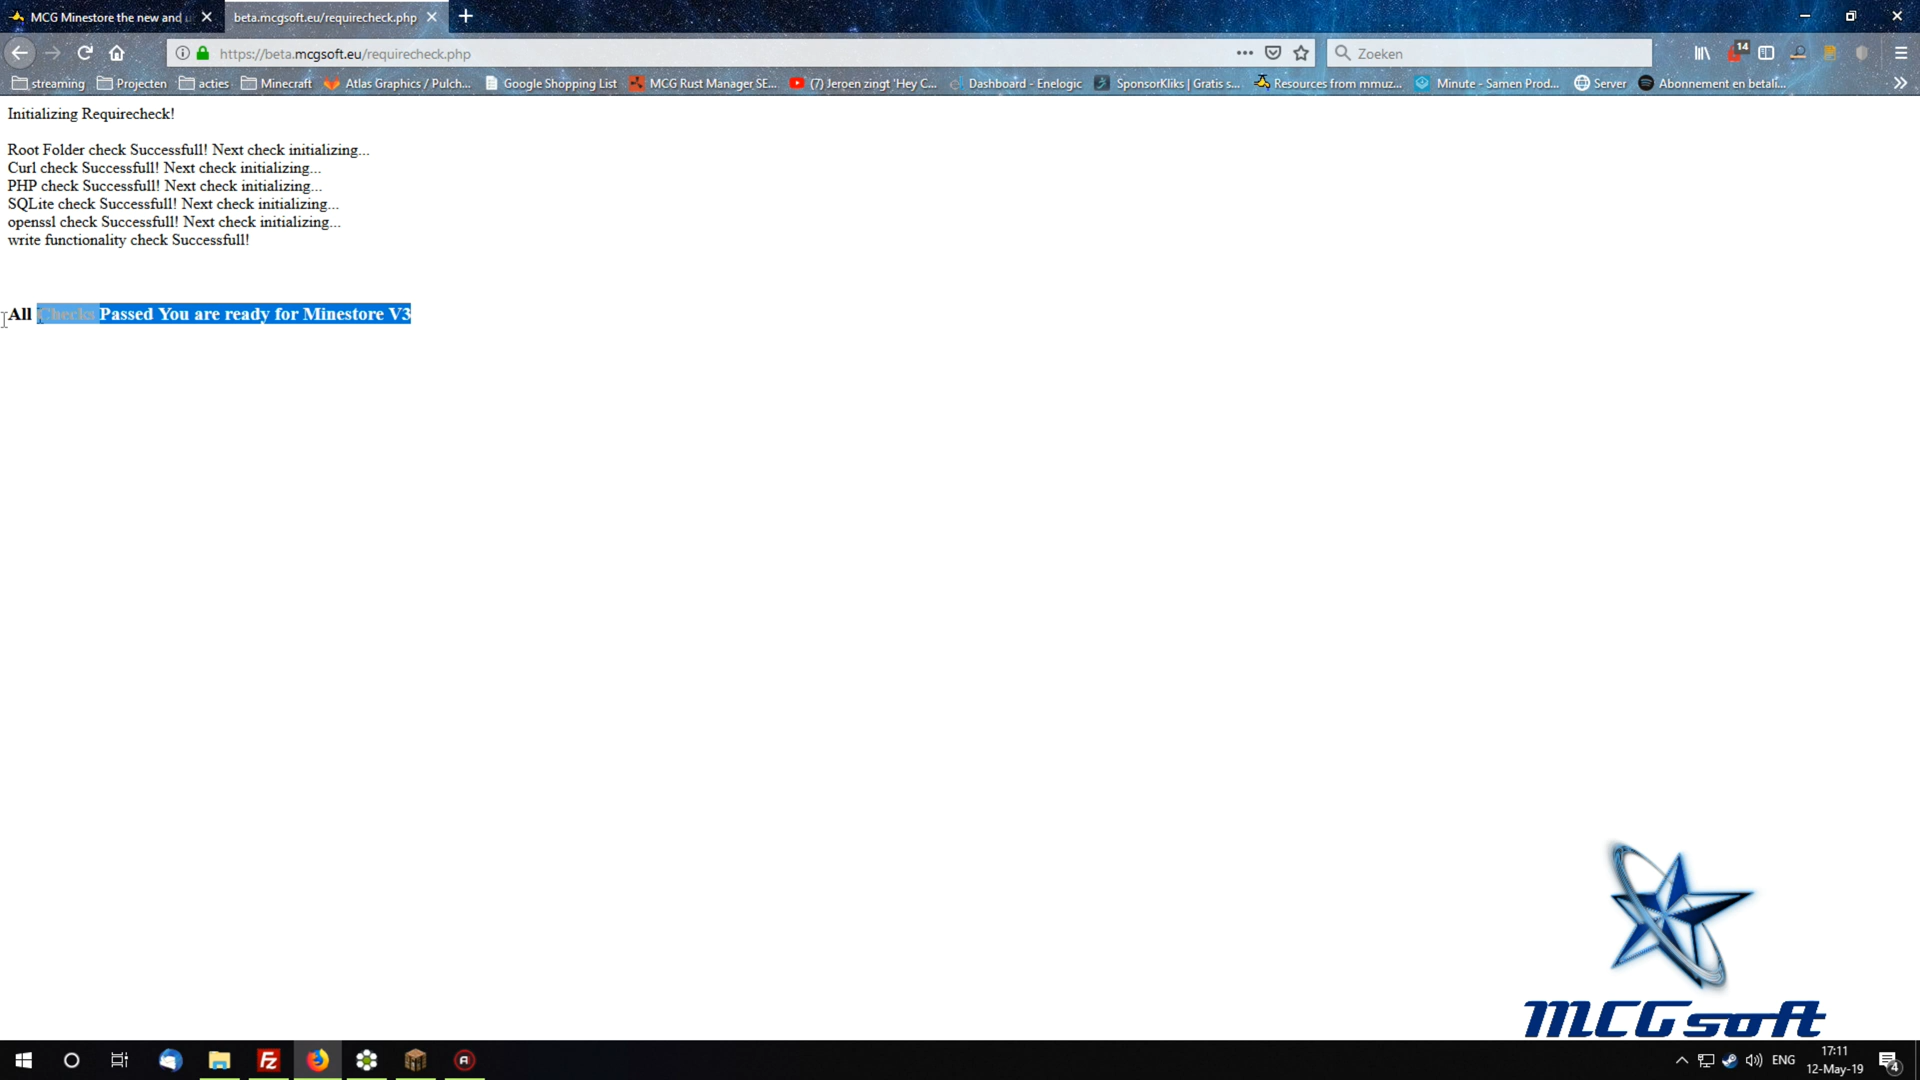 MCG Minestore the new and u
beta.mcgsoft.eu/requirecheck.php
https://beta.mcgsoft.eu/requirecheck.php
Zoeken
14
streaming
Projecten
acties
Minecraft
Atlas Graphics / Pulch...
Google Shopping List
MCG Rust Manager SE...
(7) Jeroen zingt 'Hey C...
Dashboard - Enelogic
SponsorKliks | Gratis s...
Resources from mmuz...
Minute - Samen Prod...
Server
Abonnement en betali...
Initializing Requirecheck!
Root Folder check Successfull! Next check initializing...
Curl check Successfull! Next check initializing...
PHP check Successfull! Next check initializing...
SQLite check Successfull! Next check initializing...
openssl check Successfull! Next check initializing...
write functionality check Successfull!
All Checks Passed You are ready for Minestore V3
MCGsoft
ENG
17:11
12-May-19
4